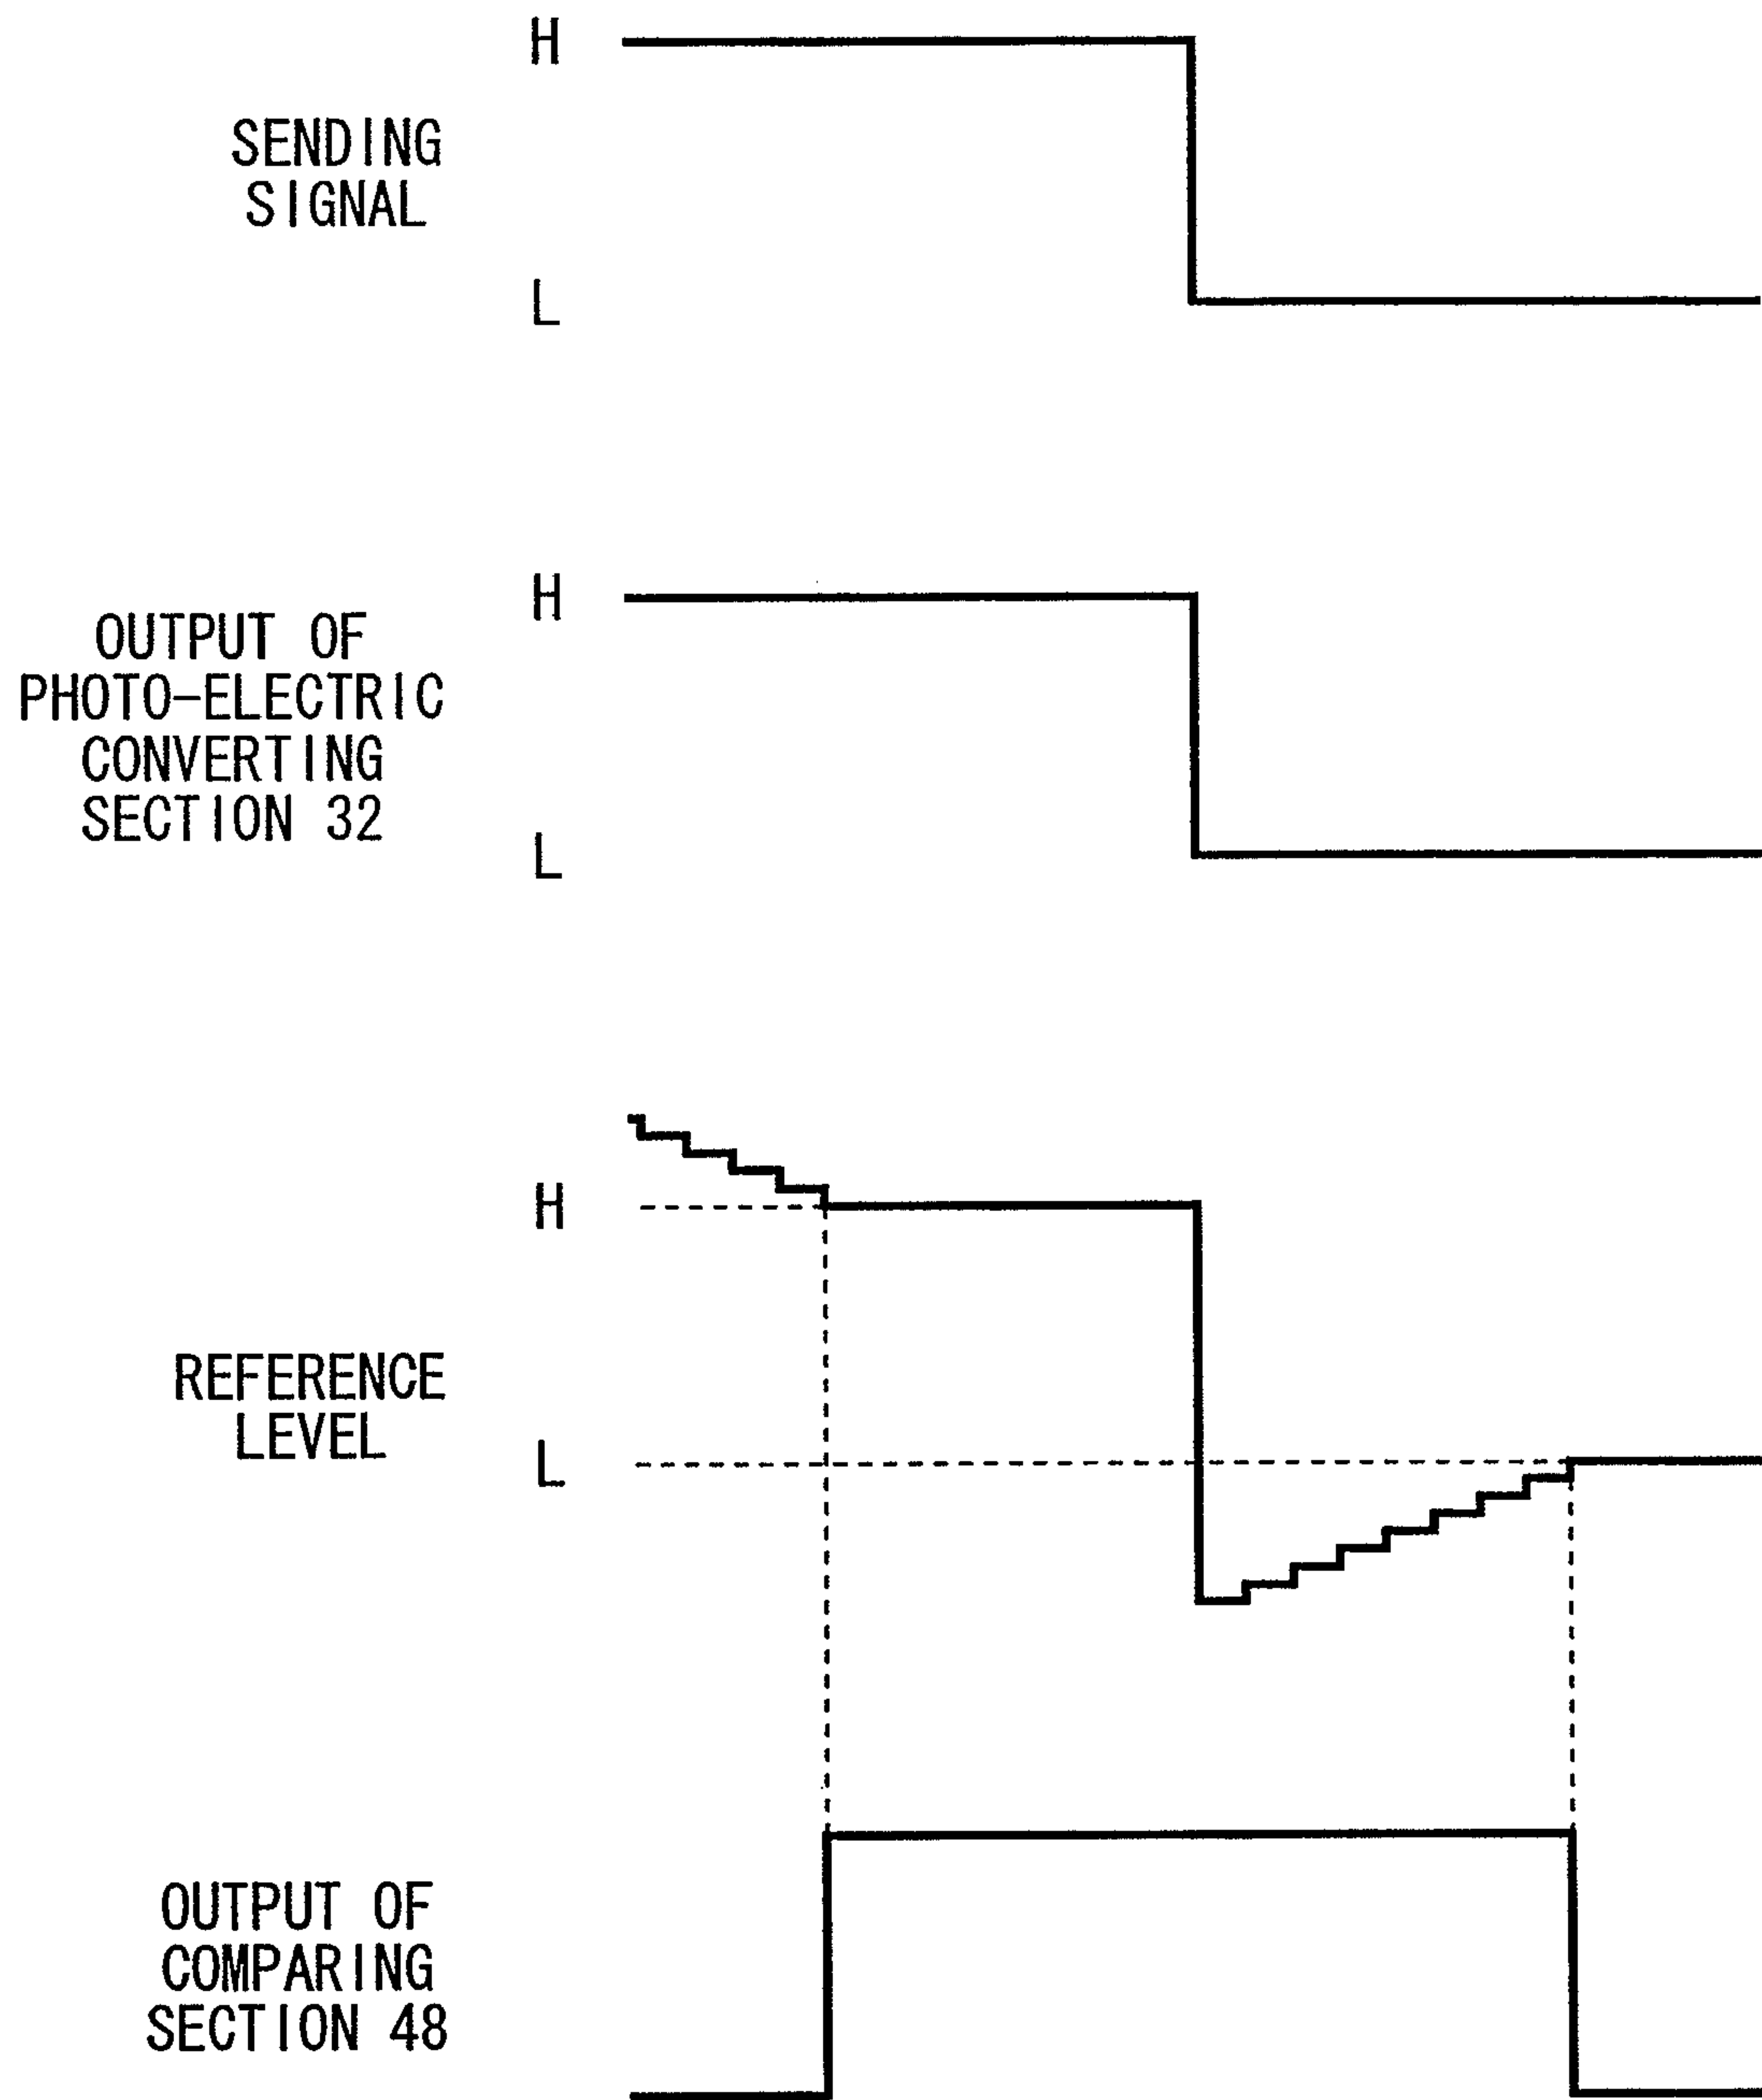 H
SENDING
SIGNAL
L
H
OUTPUT OF
PHOTO-ELECTRIC
CONVERTING
SECTION 32
L
H
REFERENCE
LEVEL
L
OUTPUT OF
COMPARING
SECTION 48